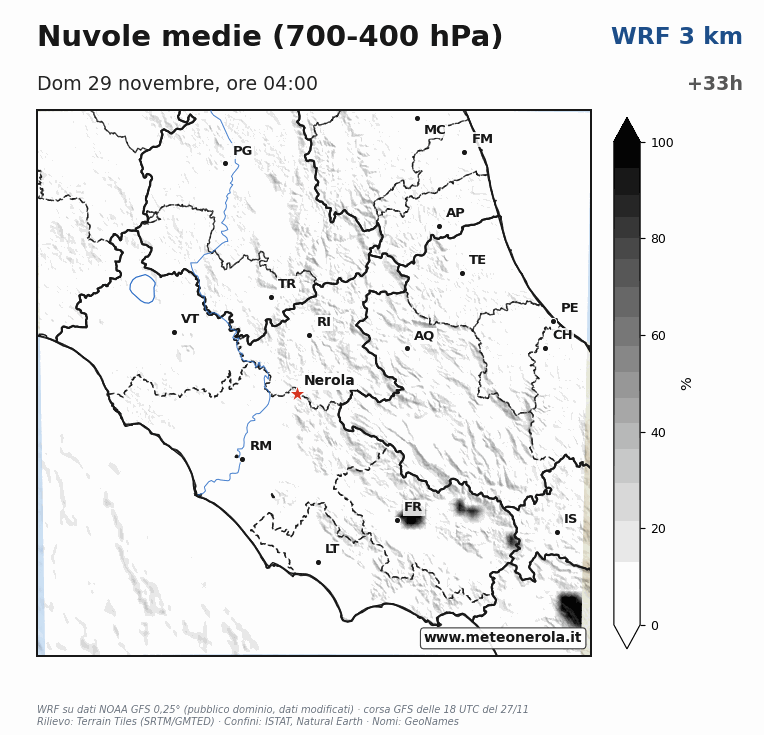 Nuvole medie (700-400 hPa)
WRF 3 km
Dom 29 novembre, ore 04:00
+33h
MC
FM
PG
AP
TE
TR
PE
VT
RI
AQ
CH
Nerola
RM
FR
IS
LT
www.meteonerola.it
100
80
60
40
20
0
%
WRF su dati NOAA GFS 0,25° (pubblico dominio, dati modificati) · corsa GFS delle 18 UTC del 27/11
Rilievo: Terrain Tiles (SRTM/GMTED) · Confini: ISTAT, Natural Earth · Nomi: GeoNames